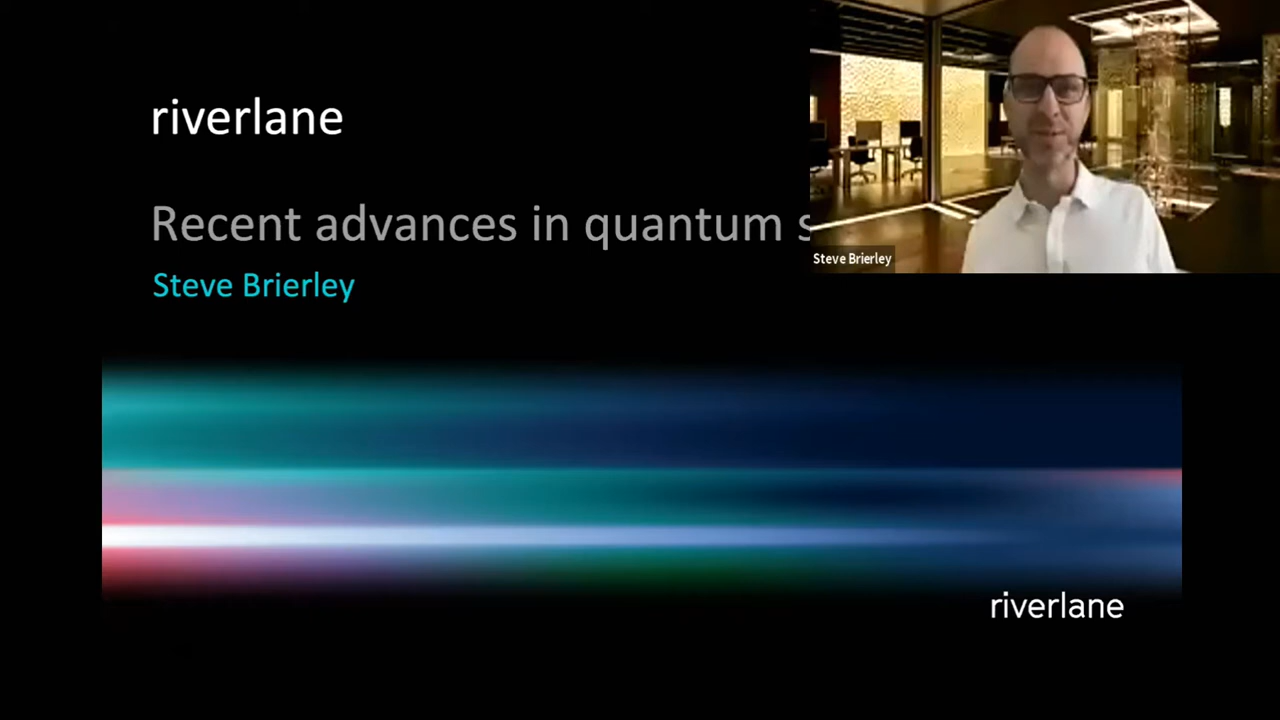 riverlane
Recent advances in quantum s
Steve Brierley
Steve Brierley
riverlane